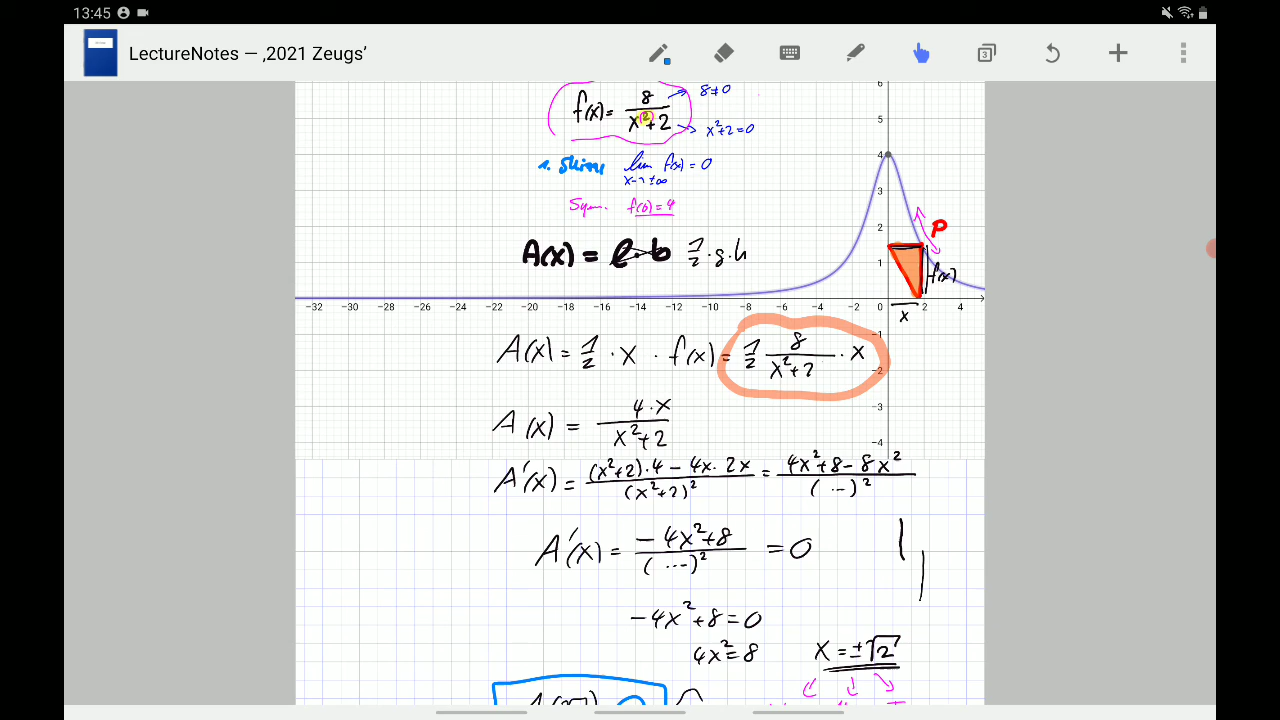 13:45
LectureNotes — ‚2021 Zeugs'
3
f(x) = 8/(x²+2)
8≠0
x²+2=0
lim f(x) = 0
x→±∞
Sym. f(0)=4
A(x) = l·b ½·g·h
P
f(x)
x
6
5
4
3
2
1
-32 -30 -28 -26 -24 -22 -20 -18 -16 -14 -12 -10 -8 -6 -4 -2 0 2 4
-1
-2
-3
-4
A(x) = ½ · x · f(x) = ½ 8/(x²+2) · x
A(x) = 4·x/(x²+2)
A'(x) = ((x²+2)·4 − 4x·2x)/(x²+2)² = (4x²+8−8x²)/(…)²
A'(x) = (−4x²+8)/(…)² = 0
−4x²+8=0
4x²=8
x = ±√2